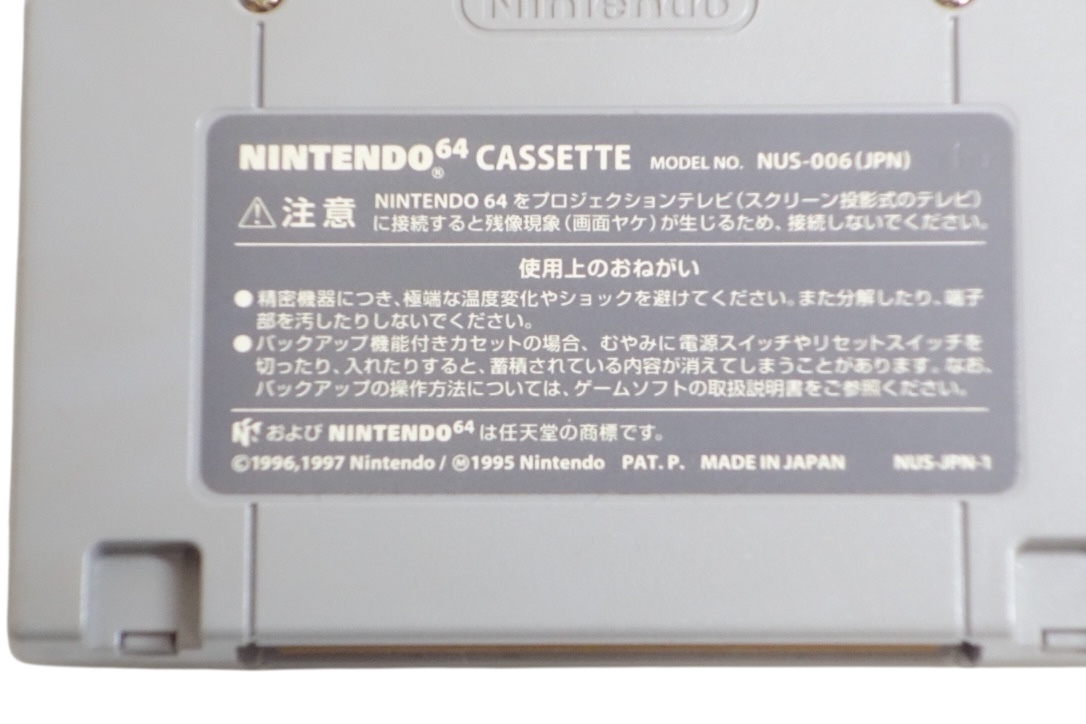 Nintendo
NINTENDO64® CASSETTE MODEL NO. NUS-006(JPN)
⚠注意 NINTENDO 64 をプロジェクションテレビ(スクリーン投影式のテレビ)
に接続すると残像現象(画面ヤケ)が生じるため、接続しないでください。
使用上のおねがい
●精密機器につき、極端な温度変化やショックを避けてください。また分解したり、端子
部を汚したりしないでください。
●バックアップ機能付きカセットの場合、むやみに電源スイッチやリセットスイッチを
切ったり、入れたりすると、蓄積されている内容が消えてしまうことがあります。なお、
バックアップの操作方法については、ゲームソフトの取扱説明書をご参照ください。
および NINTENDO64 は任天堂の商標です。
©1996,1997 Nintendo / Ⓜ1995 Nintendo PAT. P. MADE IN JAPAN NUS-JPN-1